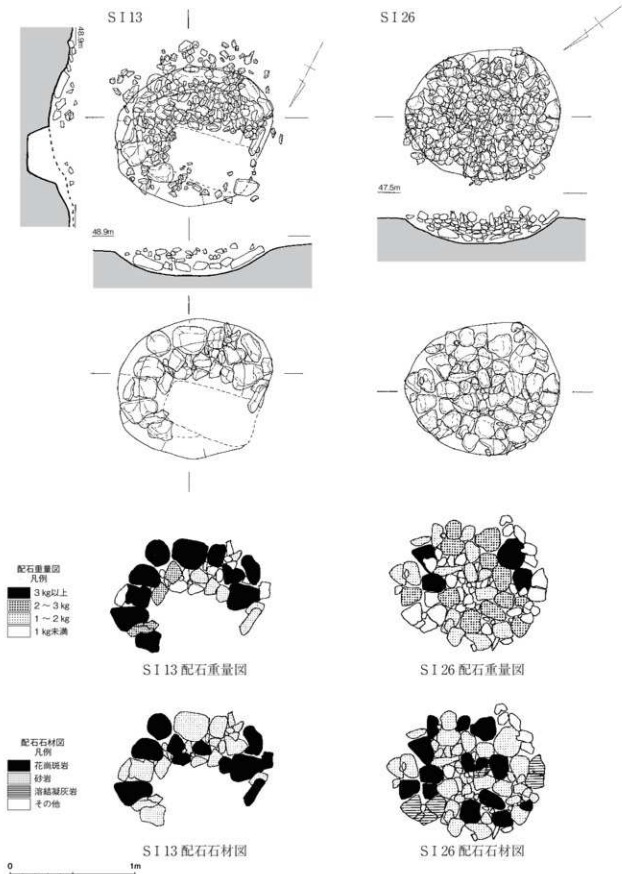 S I 13
S I 26
48.9m
48.9m
47.5m
配石重量図
凡例
3 kg以上
2 ～ 3 kg
1 ～ 2 kg
1 kg未満
S I 13 配石重量図
S I 26 配石重量図
配石石材図
凡例
花崗斑岩
砂岩
溶結凝灰岩
その他
S I 13 配石石材図
S I 26 配石石材図
0 1m